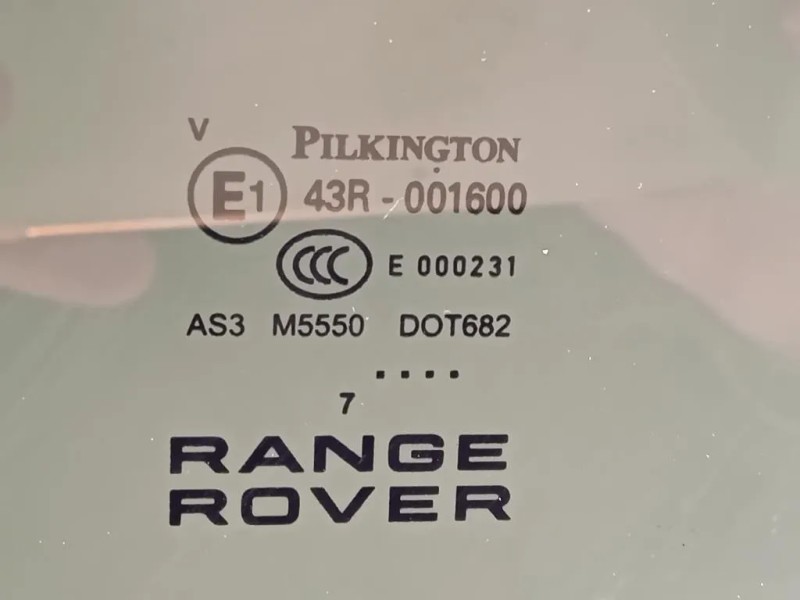 V
PILKINGTON
E1 43R - 001600
CCC E 000231
AS3 M5550 DOT682
....
7
RANGE
ROVER